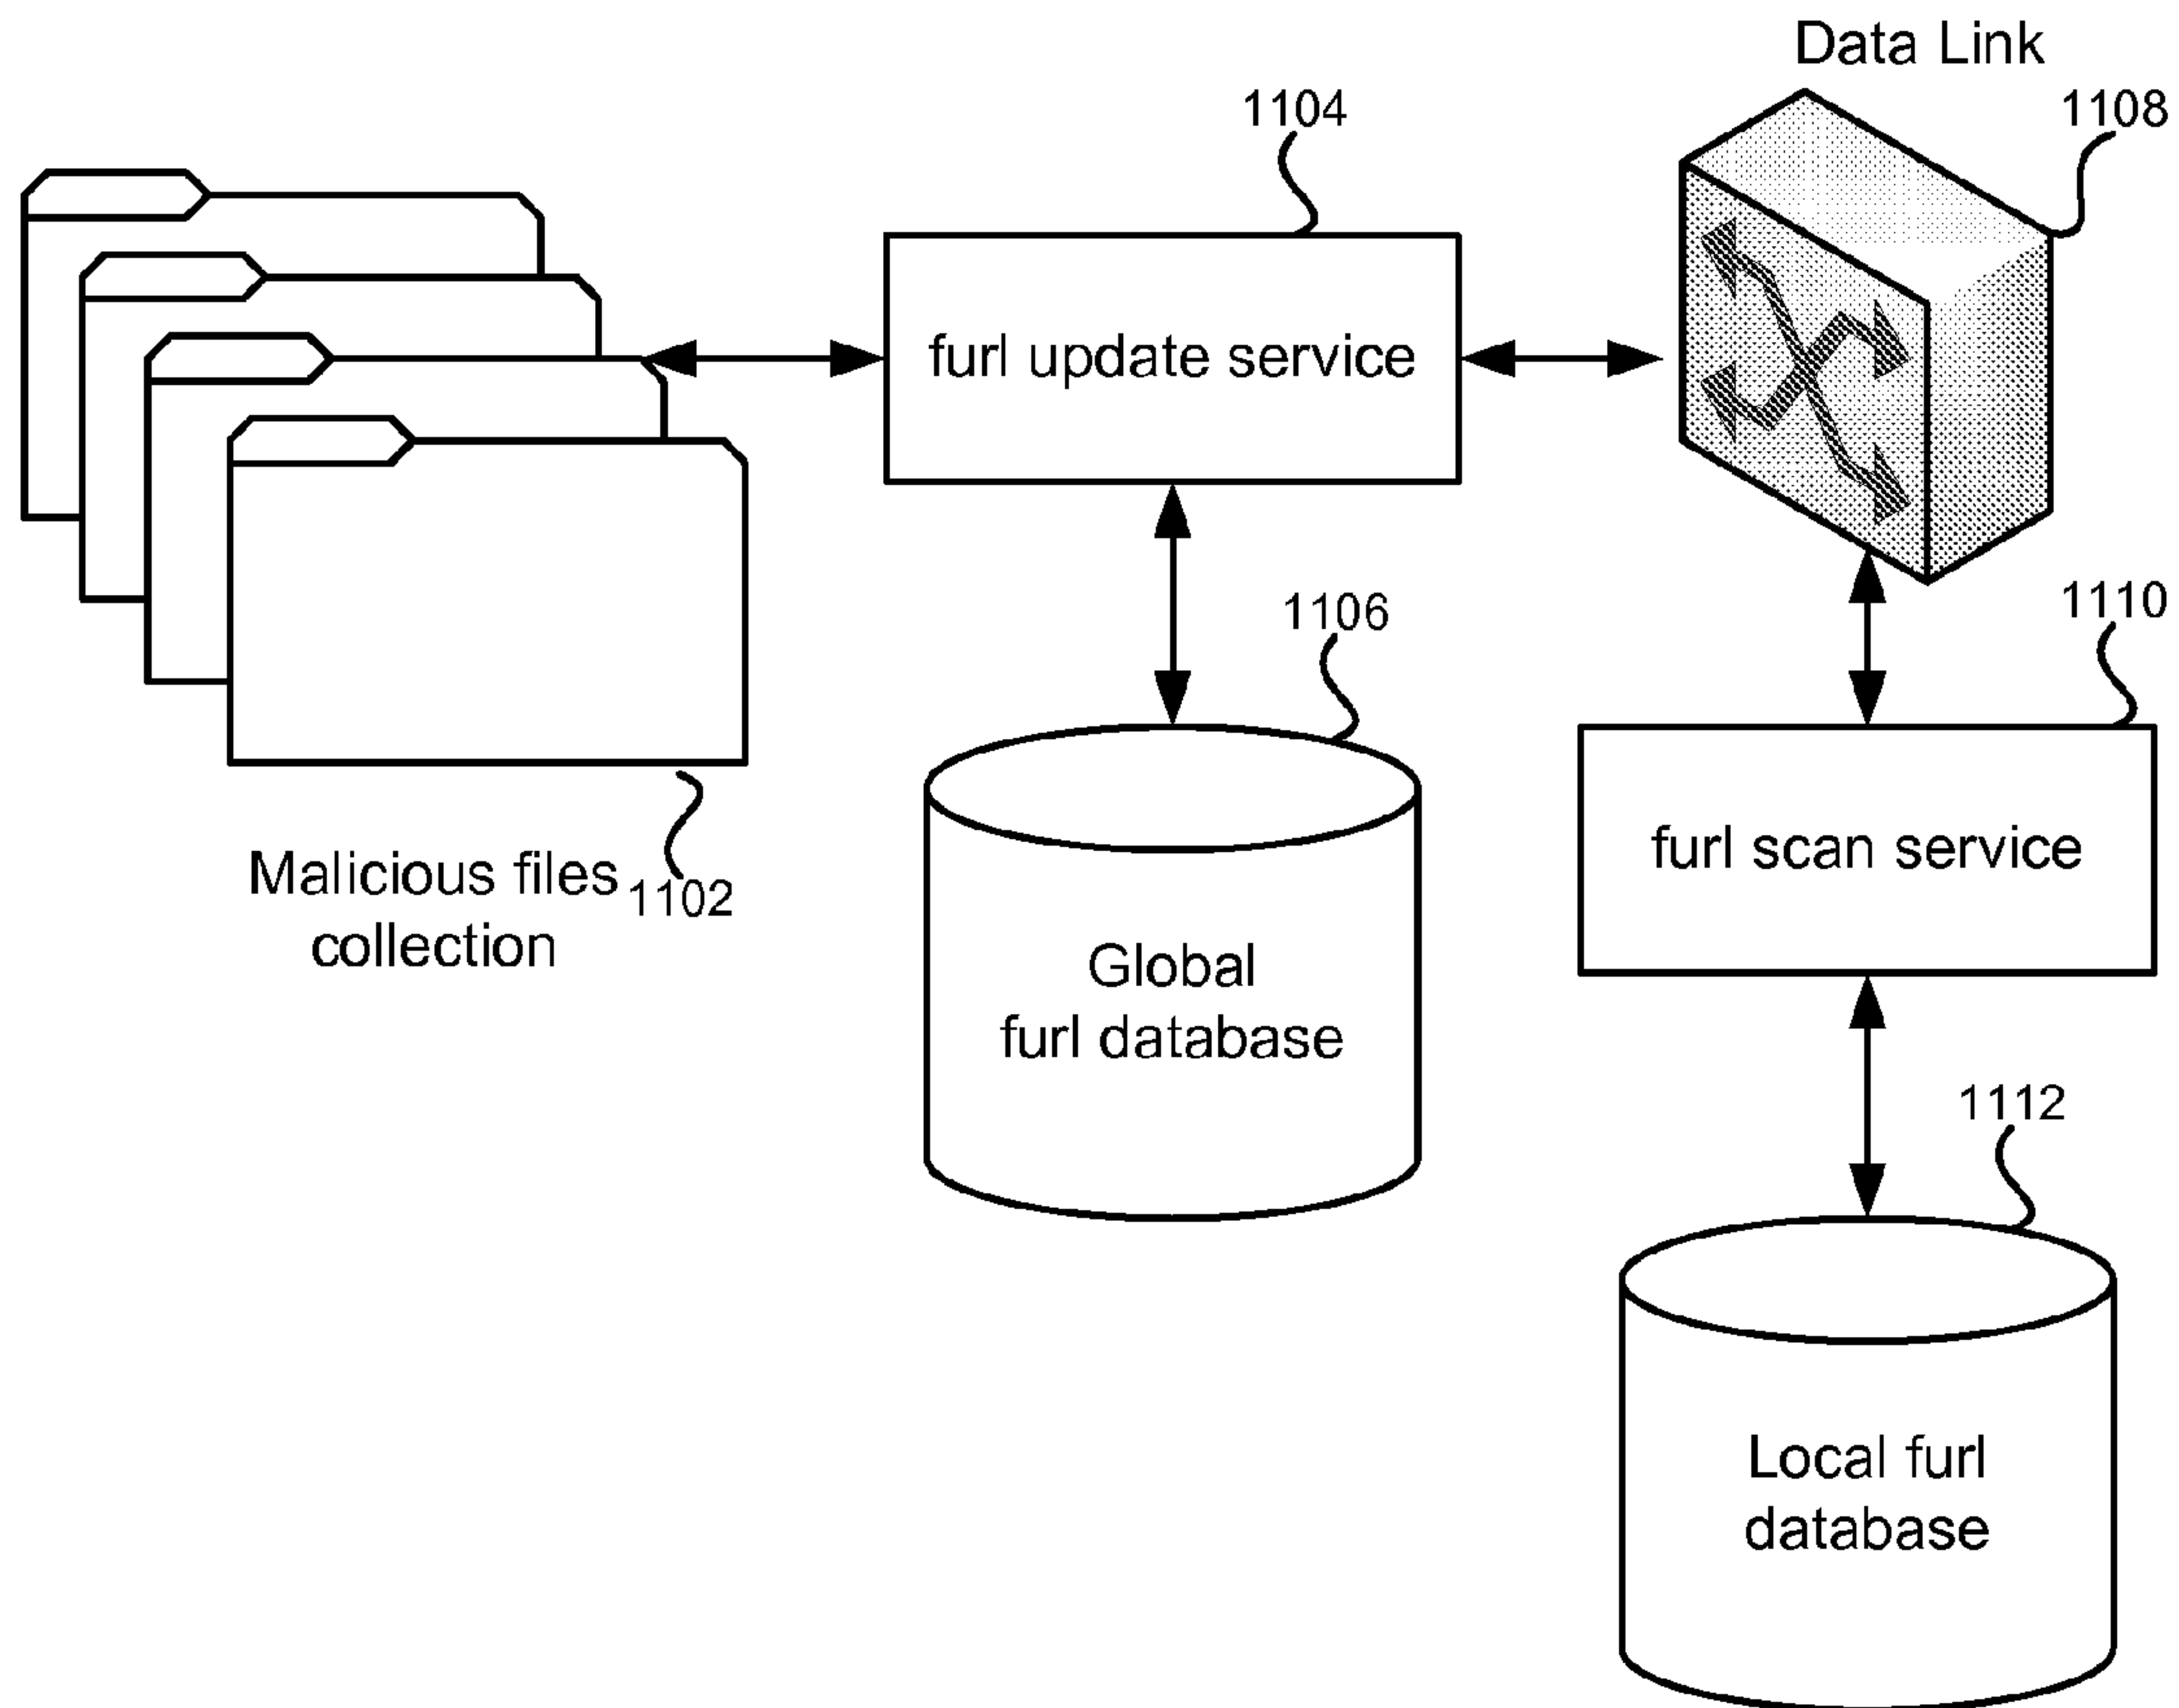 Data Link
1104
1108
furl update service
1106
1110
Malicious files
1102
collection
furl scan service
Global
furl database
1112
Local furl
database